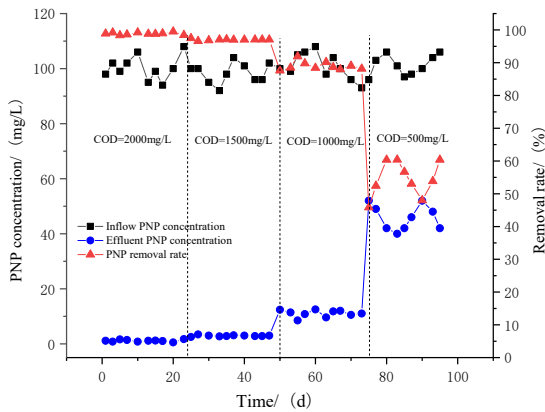 PNP concentration/（mg/L）
120
100
80
60
40
20
0
COD=2000mg/L
COD=1500mg/L
COD=1000mg/L
COD=500mg/L
Inflow PNP concentration
Effluent PNP concentration
PNP removal rate
100
90
80
70
60
50
40
30
20
10
0
Removal rate/（%）
0 20 40 60 80 100
Time/（d）